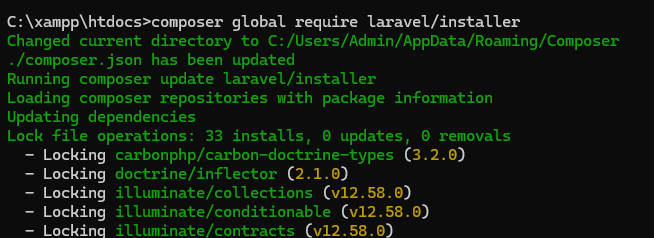 C:\xampp\htdocs>composer global require laravel/installer
Changed current directory to C:/Users/Admin/AppData/Roaming/Composer
./composer.json has been updated
Running composer update laravel/installer
Loading composer repositories with package information
Updating dependencies
Lock file operations: 33 installs, 0 updates, 0 removals
  - Locking carbonphp/carbon-doctrine-types (3.2.0)
  - Locking doctrine/inflector (2.1.0)
  - Locking illuminate/collections (v12.58.0)
  - Locking illuminate/conditionable (v12.58.0)
  - Locking illuminate/contracts (v12.58.0)